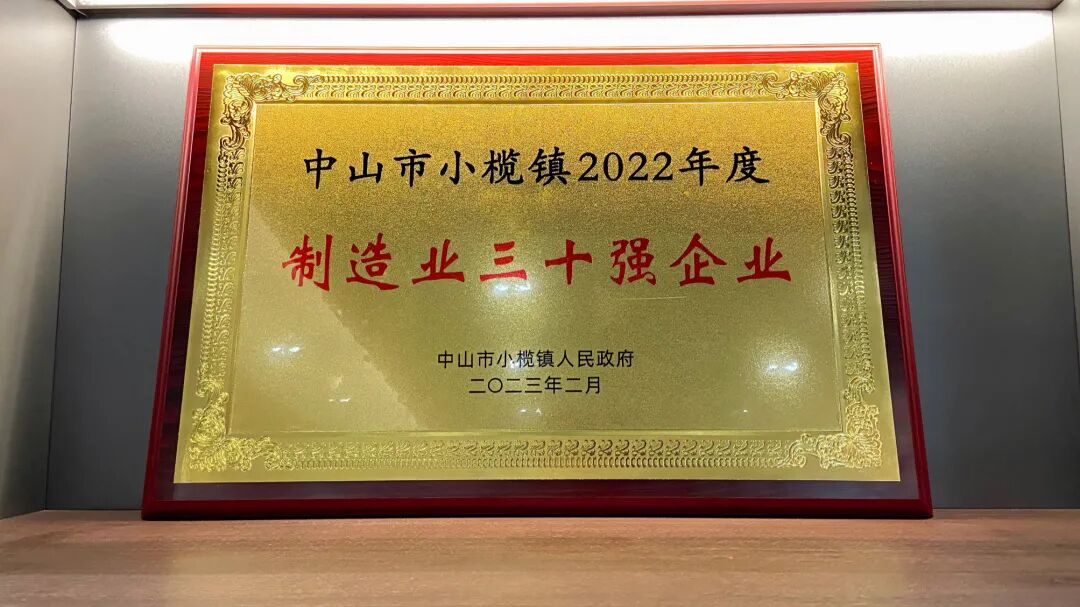 中山市小榄镇2022年度
制造业三十强企业
中山市小榄镇人民政府
二〇二三年二月